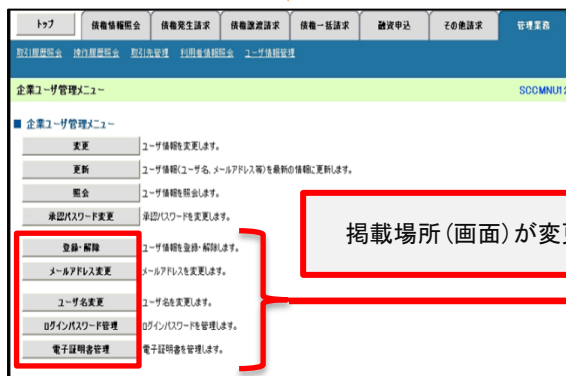 トップ 債権情報照会 債権発生請求 債権譲渡請求 債権一括請求 融資申込 その他請求 管理業務
取引履歴照会 操作履歴照会 取引先管理 利用者情報照会 ユーザ情報管理
企業ユーザ管理メニュー SCCMNU12
■ 企業ユーザ管理メニュー
変更 ユーザ情報を変更します。
更新 ユーザ情報(ユーザ名、メールアドレス等)を最新の情報に更新します。
照会 ユーザ情報を照会します。
承認パスワード変更 承認パスワードを変更します。
登録・解除 ユーザ情報を登録・解除します。
メールアドレス変更 メールアドレスを変更します。
ユーザ名変更 ユーザ名を変更します。
ログインパスワード管理 ログインパスワードを管理します。
電子証明書管理 電子証明書を管理します。
掲載場所(画面)が変